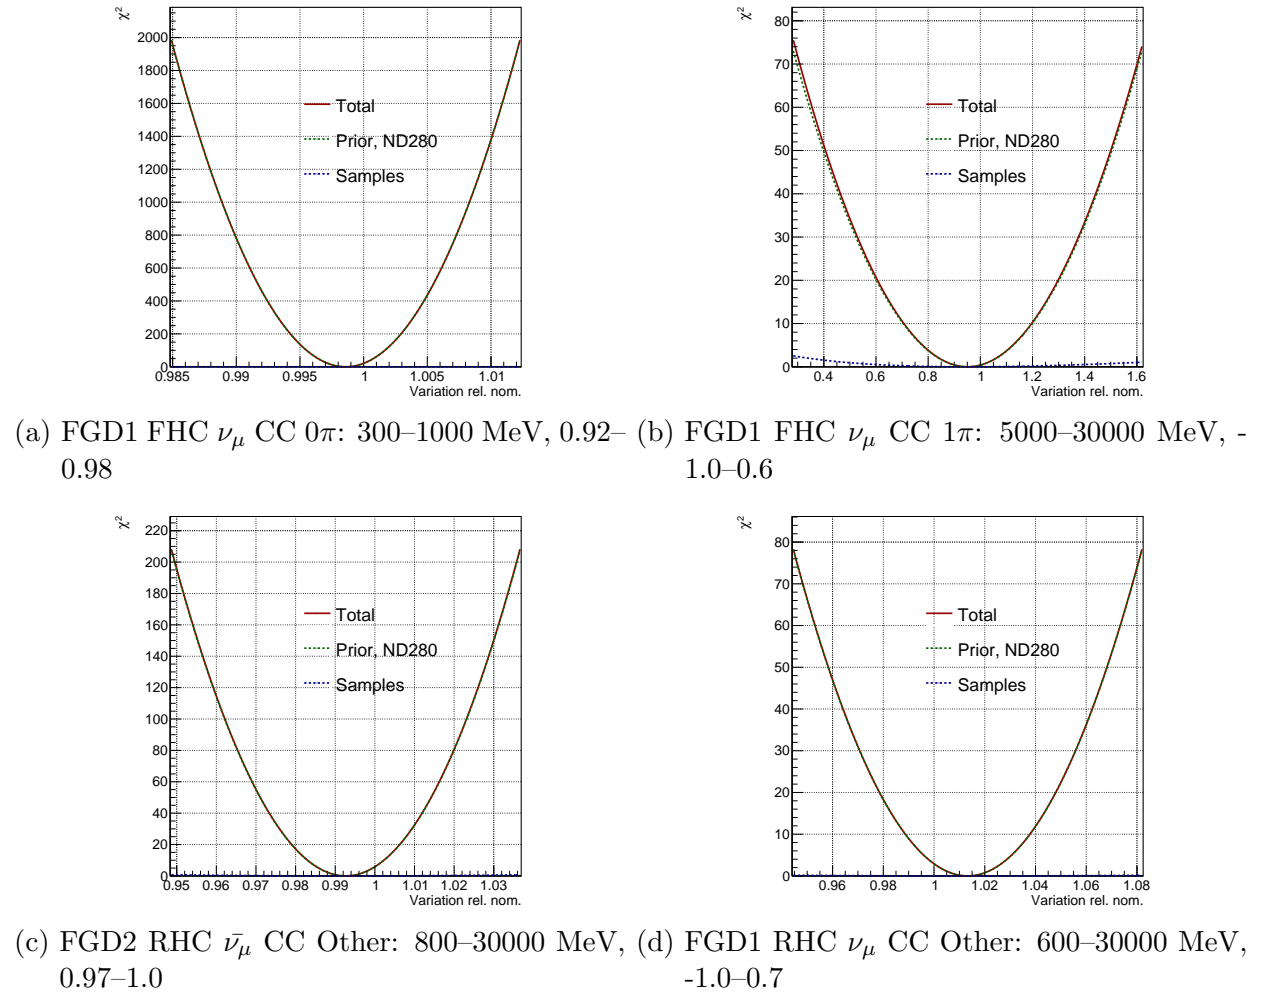 χ²
2000
1800
1600
1400
1200
1000
800
600
400
200
0
Total
Prior, ND280
Samples
0.985 0.99 0.995 1 1.005 1.01
Variation rel. nom.
χ²
80
70
60
50
40
30
20
10
0
Total
Prior, ND280
Samples
0.4 0.6 0.8 1 1.2 1.4 1.6
Variation rel. nom.
(a) FGD1 FHC νμ CC 0π: 300–1000 MeV, 0.92–
0.98
(b) FGD1 FHC νμ CC 1π: 5000–30000 MeV, -
1.0–0.6
χ²
220
200
180
160
140
120
100
80
60
40
20
0
Total
Prior, ND280
Samples
0.95 0.96 0.97 0.98 0.99 1 1.01 1.02 1.03
Variation rel. nom.
χ²
80
70
60
50
40
30
20
10
0
Total
Prior, ND280
Samples
0.96 0.98 1 1.02 1.04 1.06 1.08
Variation rel. nom.
(c) FGD2 RHC ν̄μ CC Other: 800–30000 MeV,
0.97–1.0
(d) FGD1 RHC νμ CC Other: 600–30000 MeV,
-1.0–0.7